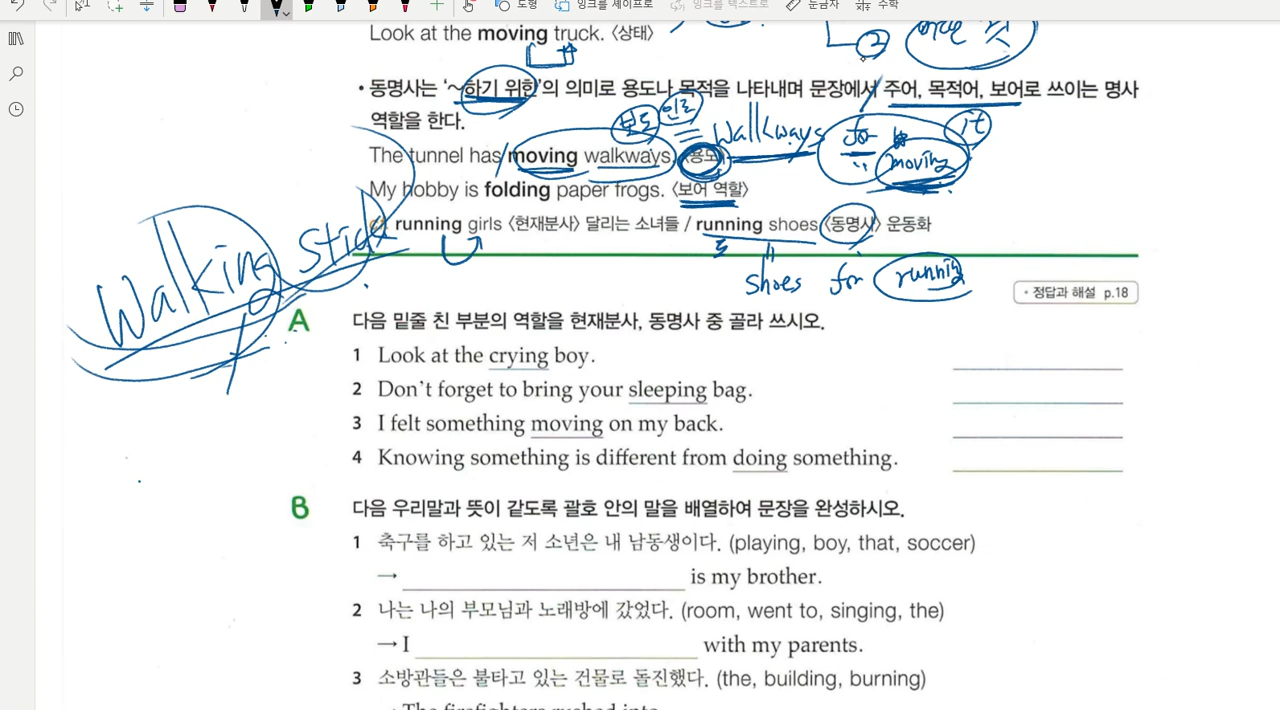 도형 잉크를 셰이프로 잉크를 텍스트로 눈금자 수학
Look at the moving truck. 〈상태〉
②
• 동명사는 '~하기 위한'의 의미로 용도나 목적을 나타내며 문장에서 주어, 목적어, 보어로 쓰이는 명사
역할을 한다.
보도 = walkways for moving it
The tunnel has moving walkways. 〈용도〉
My hobby is folding paper frogs. 〈보어 역할〉
running girls 〈현재분사〉 달리는 소녀들 / running shoes 〈동명사〉 운동화
Walking stick
shoes for running
• 정답과 해설 p.18
A 다음 밑줄 친 부분의 역할을 현재분사, 동명사 중 골라 쓰시오.
1 Look at the crying boy.
2 Don't forget to bring your sleeping bag.
3 I felt something moving on my back.
4 Knowing something is different from doing something.
B 다음 우리말과 뜻이 같도록 괄호 안의 말을 배열하여 문장을 완성하시오.
1 축구를 하고 있는 저 소년은 내 남동생이다. (playing, boy, that, soccer)
→ is my brother.
2 나는 나의 부모님과 노래방에 갔었다. (room, went to, singing, the)
→ I with my parents.
3 소방관들은 불타고 있는 건물로 돌진했다. (the, building, burning)
→ The firefighters rushed into